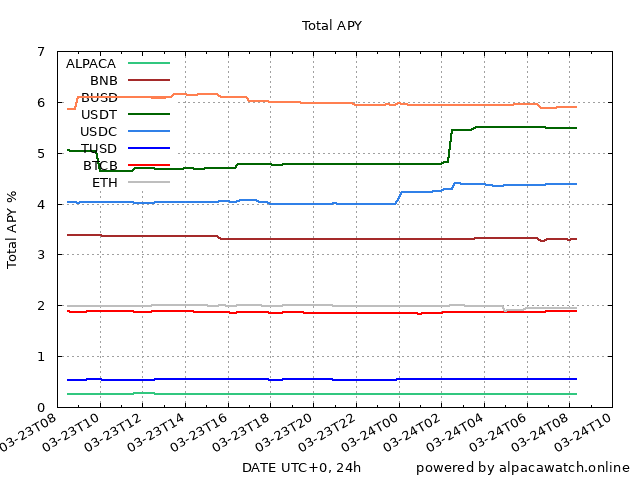 Total APY
7
6
5
4
3
2
1
0
Total APY %
ALPACA
BNB
BUSD
USDT
USDC
TUSD
BTCB
ETH
03-23T08
03-23T10
03-23T12
03-23T14
03-23T16
03-23T18
03-23T20
03-23T22
03-24T00
03-24T02
03-24T04
03-24T06
03-24T08
03-24T10
DATE UTC+0, 24h
powered by alpacawatch.online